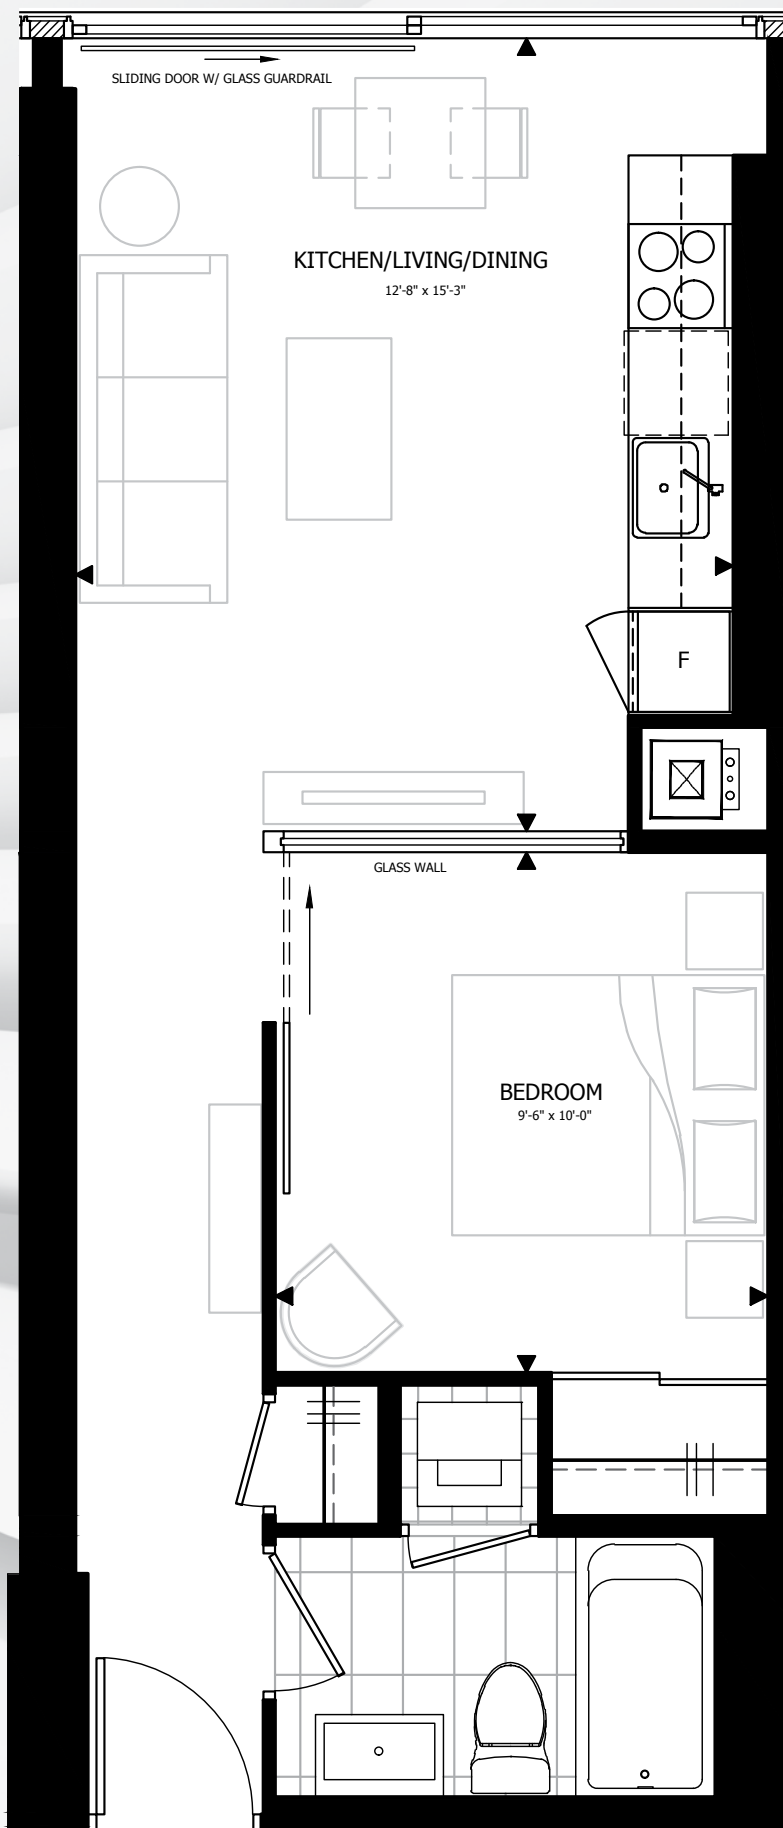 SLIDING DOOR W/ GLASS GUARDRAIL
KITCHEN/LIVING/DINING
12'-8" x 15'-3"
F
GLASS WALL
BEDROOM
9'-6" x 10'-0"